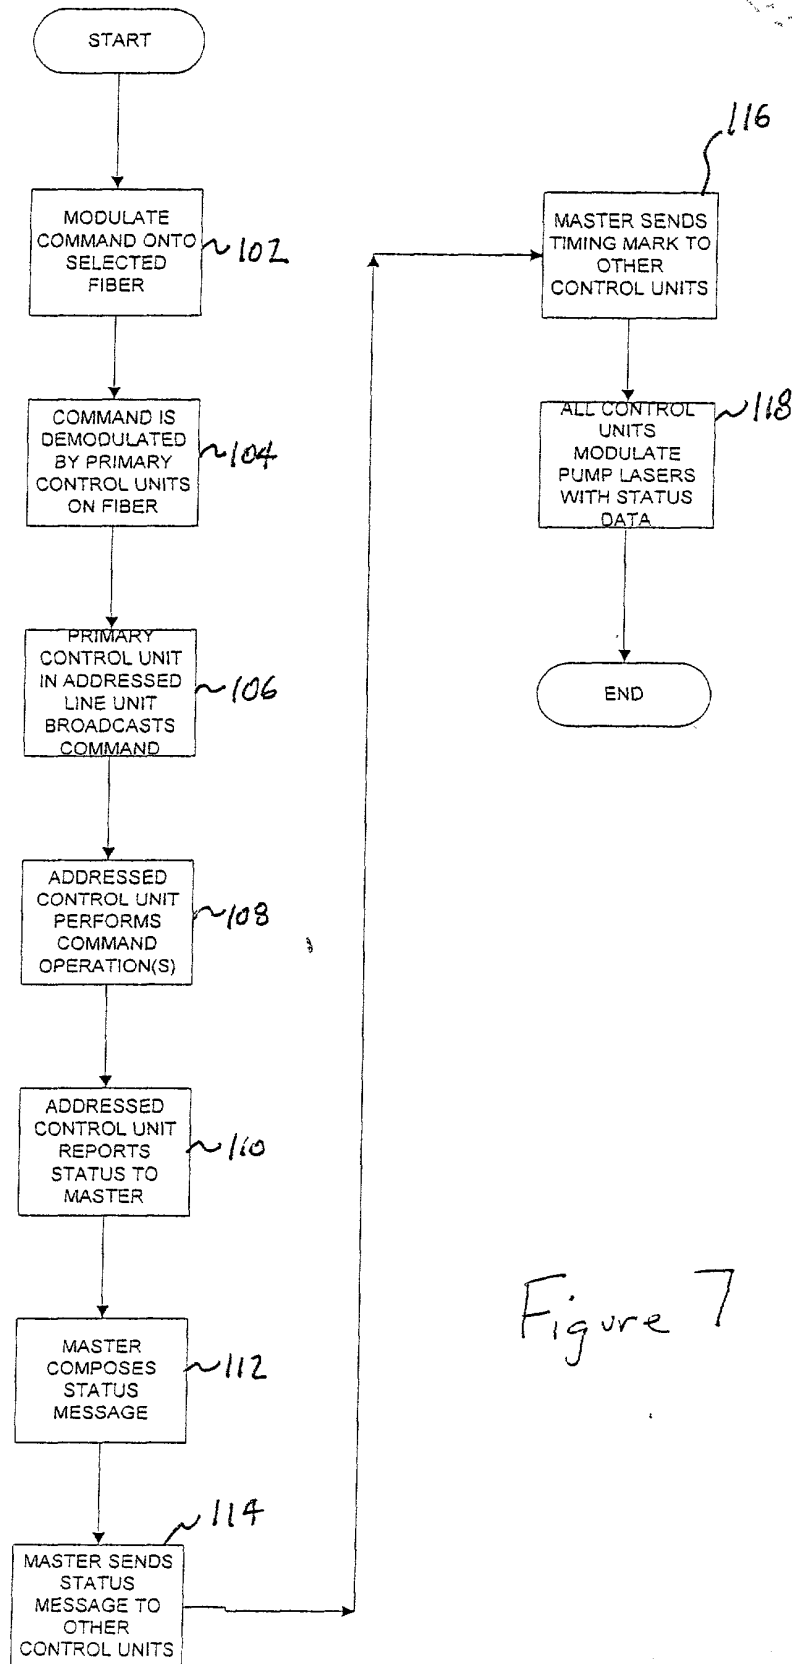 START
MODULATE
COMMAND ONTO
SELECTED
FIBER
102
COMMAND IS
DEMODULATED
BY PRIMARY
CONTROL UNITS
ON FIBER
104
PRIMARY
CONTROL UNIT
IN ADDRESSED
LINE UNIT
BROADCASTS
COMMAND
106
ADDRESSED
CONTROL UNIT
PERFORMS
COMMAND
OPERATION(S)
108
ADDRESSED
CONTROL UNIT
REPORTS
STATUS TO
MASTER
110
MASTER
COMPOSES
STATUS
MESSAGE
112
114
MASTER SENDS
STATUS
MESSAGE TO
OTHER
CONTROL UNITS
116
MASTER SENDS
TIMING MARK TO
OTHER
CONTROL UNITS
118
ALL CONTROL
UNITS
MODULATE
PUMP LASERS
WITH STATUS
DATA
END
Figure 7